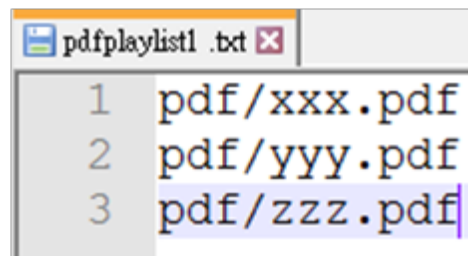 pdfplaylist1 .txt
1 pdf/xxx.pdf
2 pdf/yyy.pdf
3 pdf/zzz.pdf